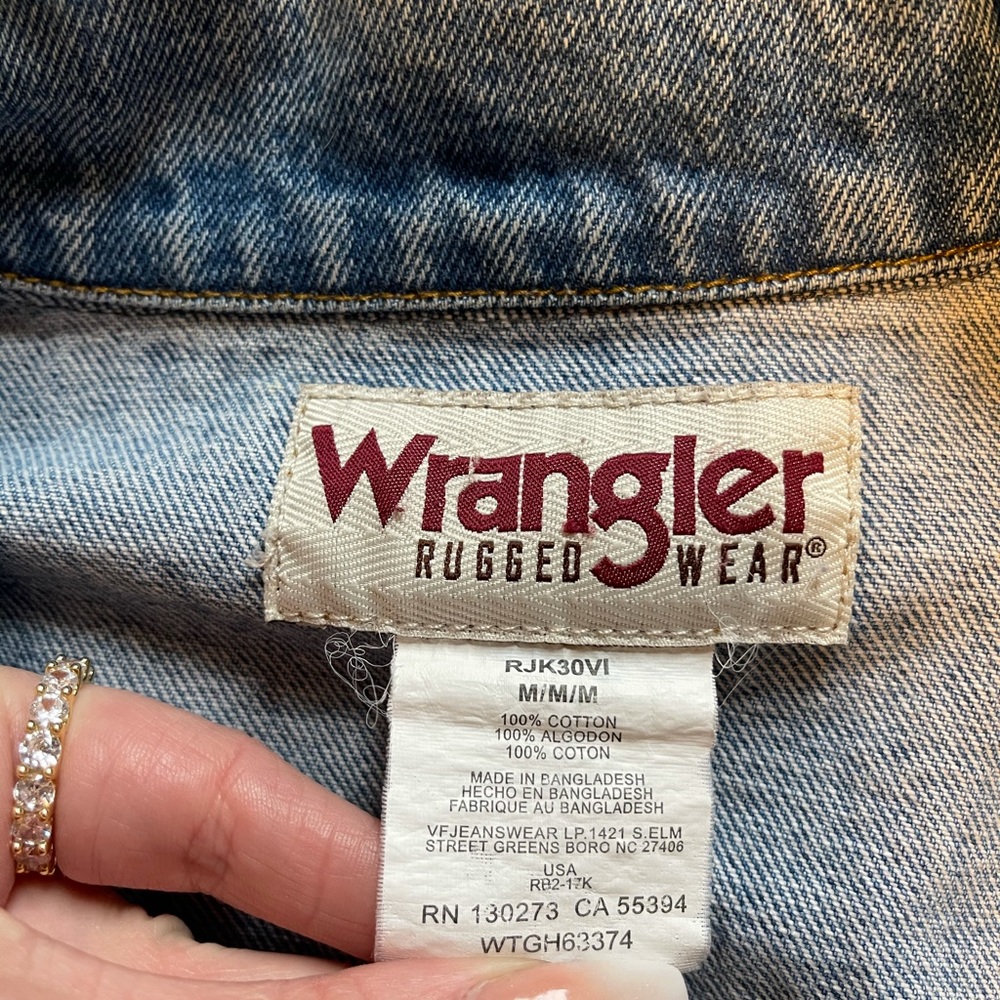 Wrangler
RUGGED WEAR®
RJK30VI
M/M/M
100% COTTON
100% ALGODON
100% COTON
MADE IN BANGLADESH
HECHO EN BANGLADESH
FABRIQUE AU BANGLADESH
VFJEANSWEAR LP.1421 S.ELM
STREET GREENS BORO NC 27406
USA
RB2-17K
RN 130273 CA 55394
WTGH63374